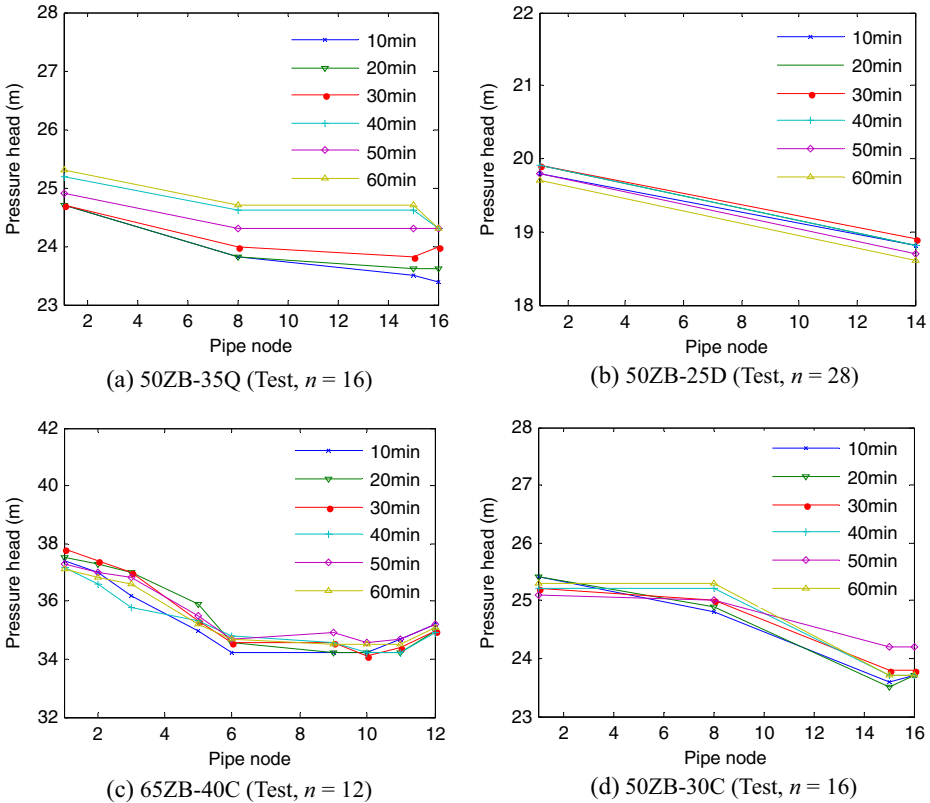 28
27
26
25
24
23
Pressure head (m)
10min
20min
30min
40min
50min
60min
2 4 6 8 10 12 14 16
Pipe node
(a) 50ZB-35Q (Test, n = 16)
22
21
20
19
18
Pressure head (m)
10min
20min
30min
40min
50min
60min
2 4 6 8 10 12 14
Pipe node
(b) 50ZB-25D (Test, n = 28)
42
40
38
36
34
32
Pressure head (m)
10min
20min
30min
40min
50min
60min
2 4 6 8 10 12
Pipe node
(c) 65ZB-40C (Test, n = 12)
28
27
26
25
24
23
Pressure head (m)
10min
20min
30min
40min
50min
60min
2 4 6 8 10 12 14 16
Pipe node
(d) 50ZB-30C (Test, n = 16)